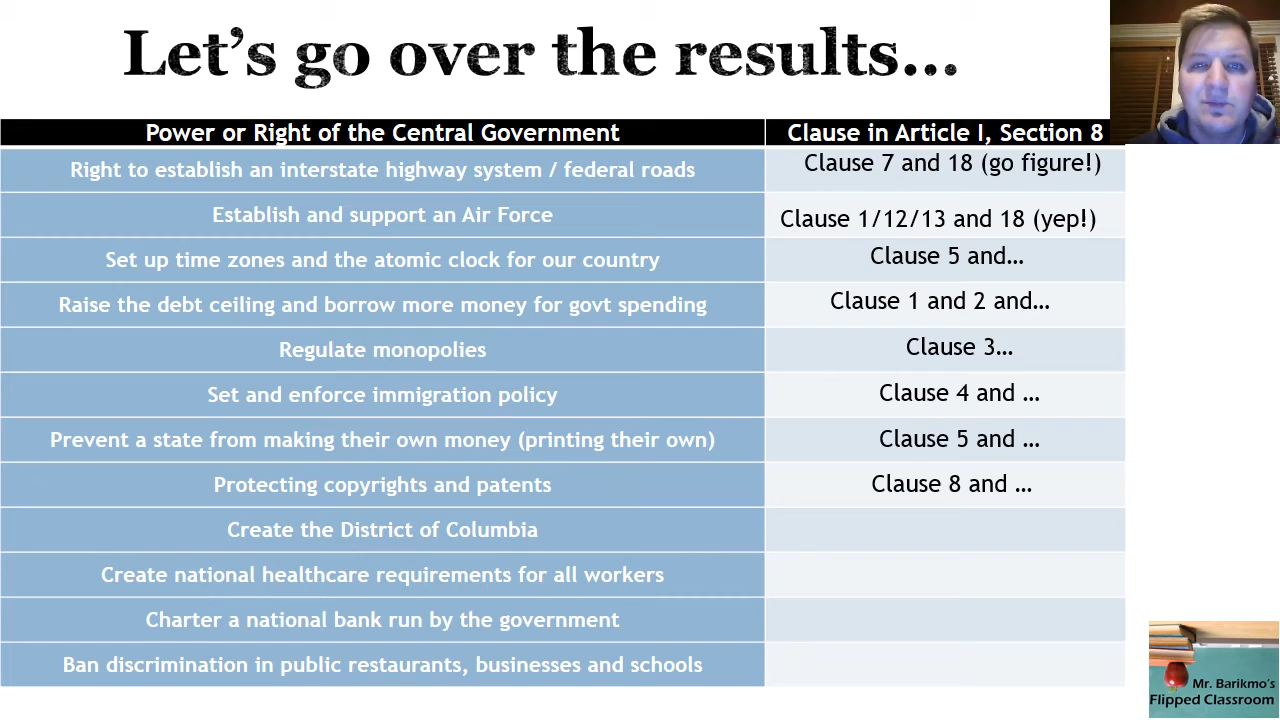 Let's go over the results...
Power or Right of the Central Government Clause in Article I, Section 8
Right to establish an interstate highway system / federal roads Clause 7 and 18 (go figure!)
Establish and support an Air Force Clause 1/12/13 and 18 (yep!)
Set up time zones and the atomic clock for our country Clause 5 and…
Raise the debt ceiling and borrow more money for govt spending Clause 1 and 2 and…
Regulate monopolies Clause 3…
Set and enforce immigration policy Clause 4 and …
Prevent a state from making their own money (printing their own) Clause 5 and …
Protecting copyrights and patents Clause 8 and …
Create the District of Columbia
Create national healthcare requirements for all workers
Charter a national bank run by the government
Ban discrimination in public restaurants, businesses and schools
Mr. Barikmo's
Flipped Classroom